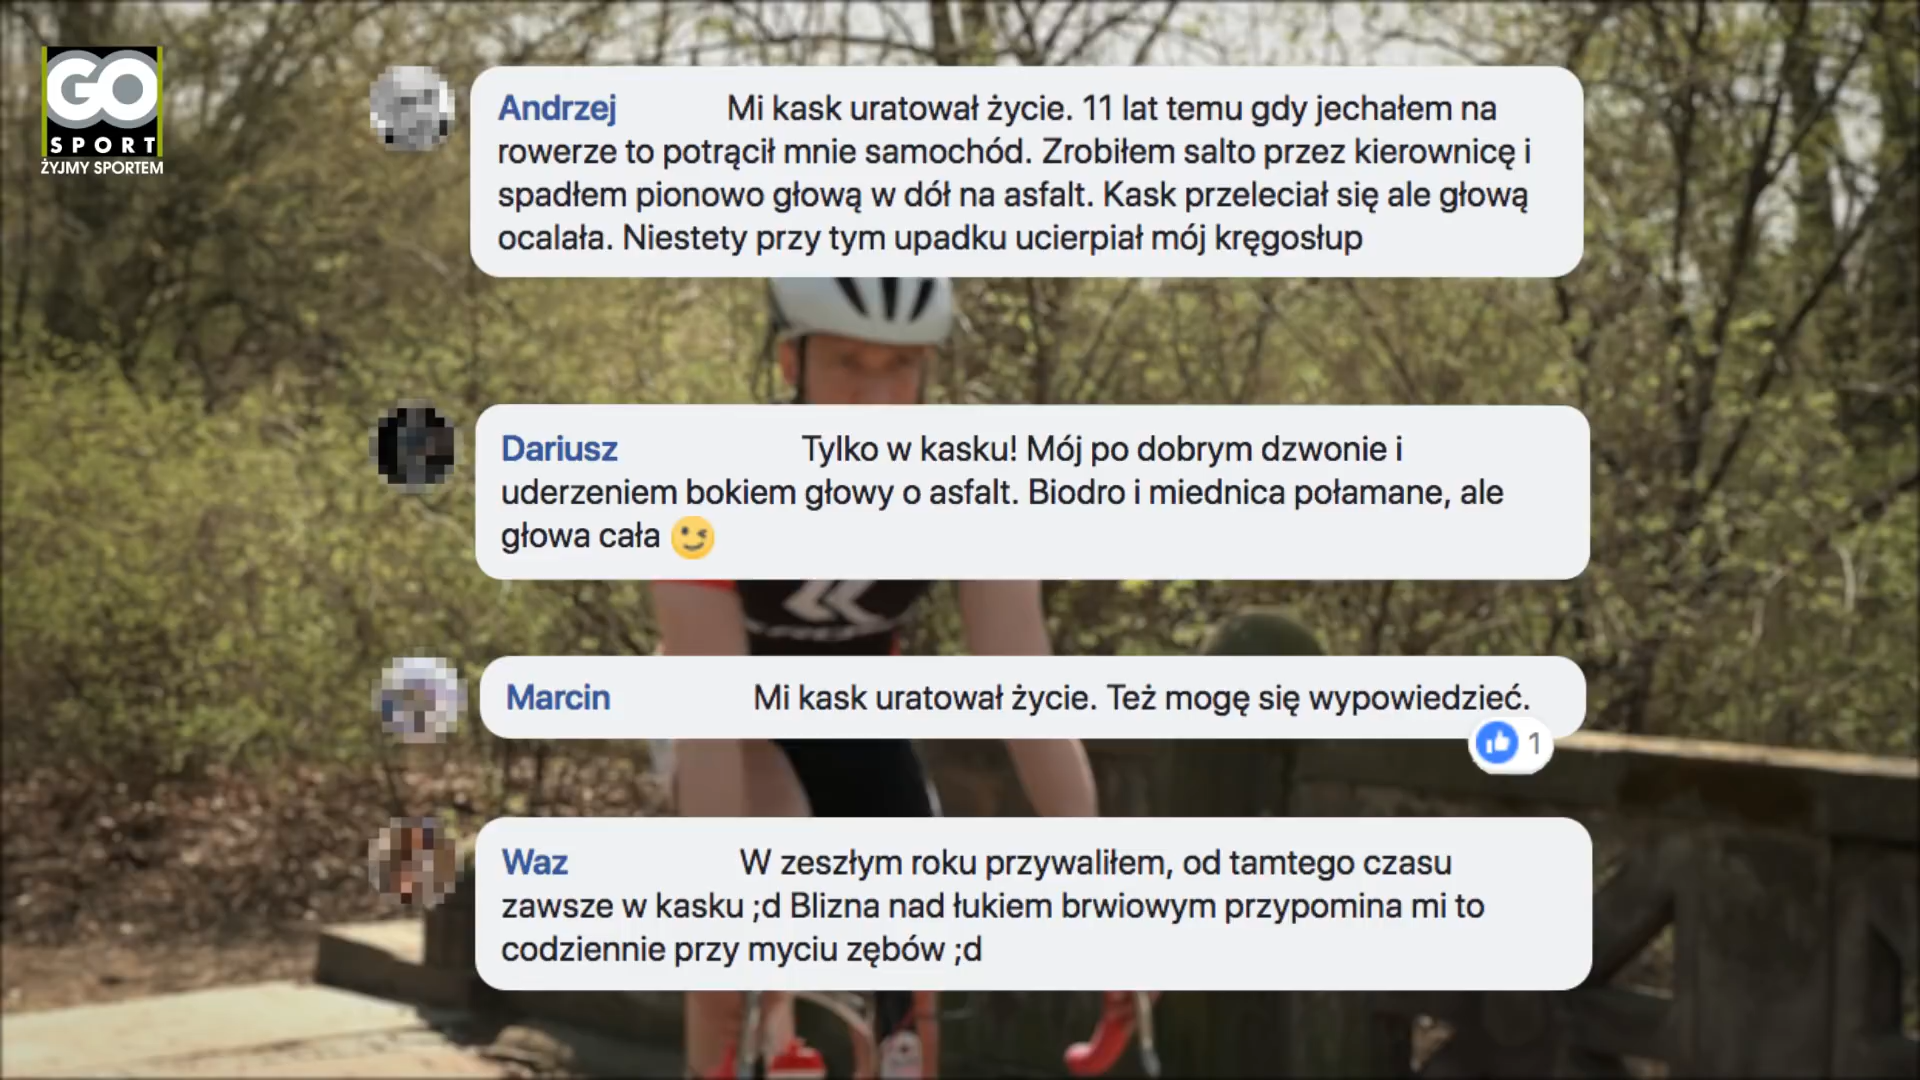 GO
SPORT
ŻYJMY SPORTEM
Andrzej Mi kask uratował życie. 11 lat temu gdy jechałem na
rowerze to potrącił mnie samochód. Zrobiłem salto przez kierownicę i
spadłem pionowo głową w dół na asfalt. Kask przeleciał się ale głową
ocalała. Niestety przy tym upadku ucierpiał mój kręgosłup
Dariusz Tylko w kasku! Mój po dobrym dzwonie i
uderzeniem bokiem głowy o asfalt. Biodro i miednica połamane, ale
głowa cała 😉
Marcin Mi kask uratował życie. Też mogę się wypowiedzieć.
1
Waz W zeszłym roku przywaliłem, od tamtego czasu
zawsze w kasku ;d Blizna nad łukiem brwiowym przypomina mi to
codziennie przy myciu zębów ;d